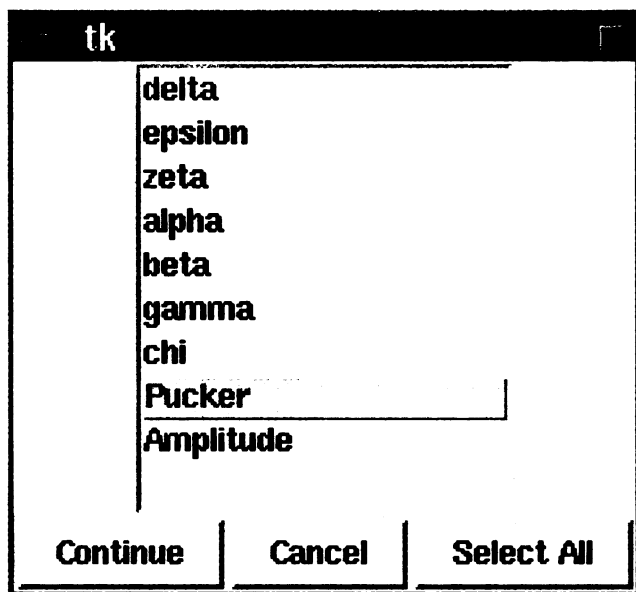 tk
delta
epsilon
zeta
alpha
beta
gamma
chi
Pucker
Amplitude
Continue Cancel Select All